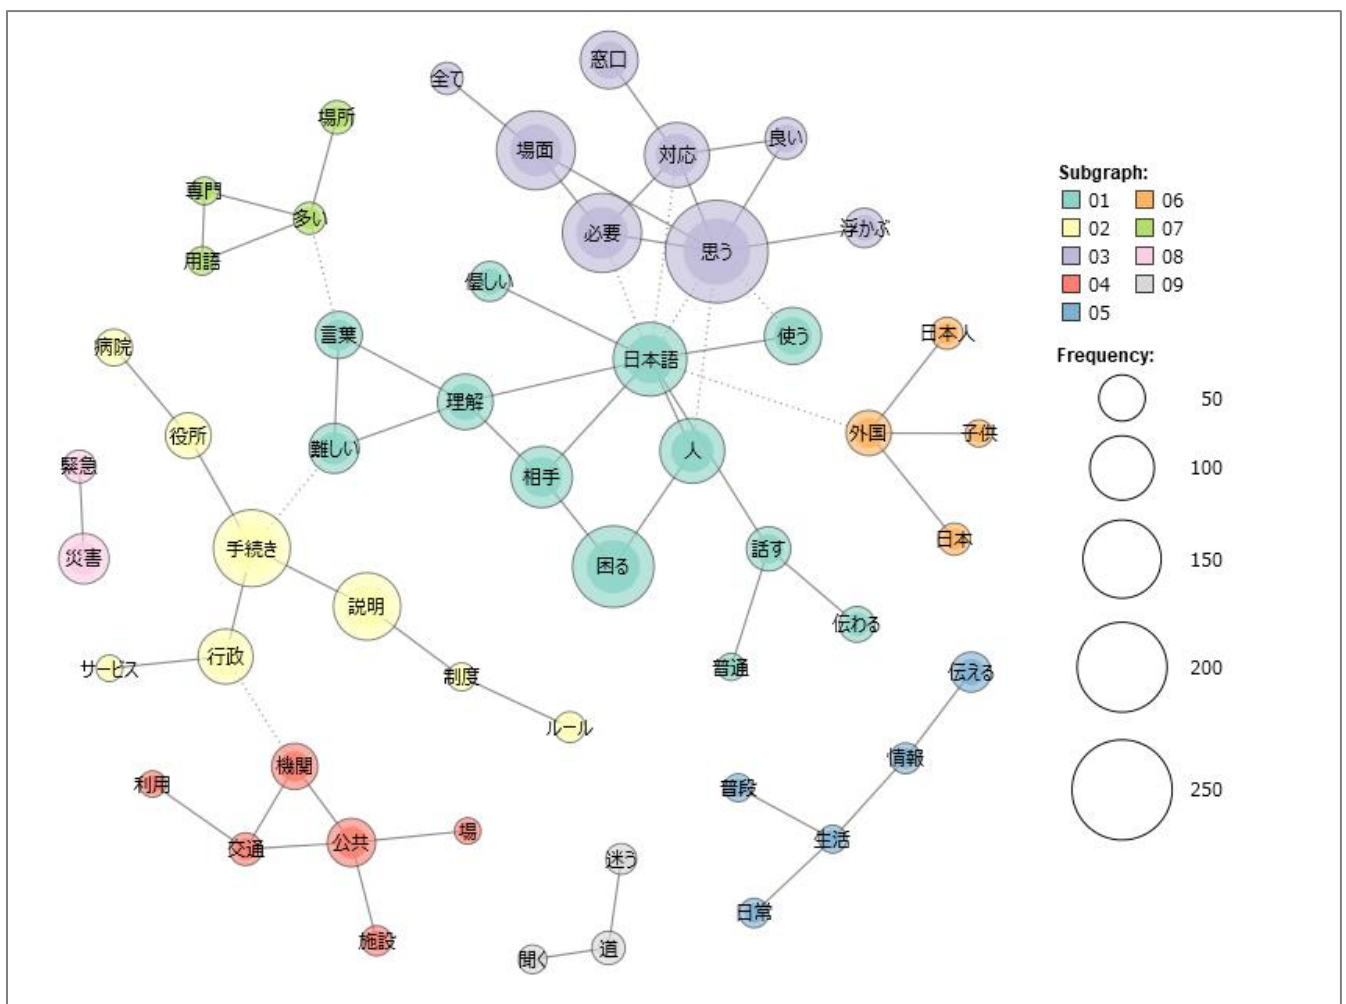 窓口
全て
場所
場面
対応
良い
専門
多い
必要
思う
浮かぶ
用語
優しい
言葉
日本語
使う
日本人
病院
理解
外国
子供
役所
難しい
人
緊急
相手
手続き
災害
困る
話す
日本
説明
伝わる
行政
サービス
制度
普通
伝える
ルール
機関
利用
情報
普段
公共
場
交通
生活
迷う
日常
施設
道
聞く
Subgraph:
01 06
02 07
03 08
04 09
05
Frequency:
50
100
150
200
250